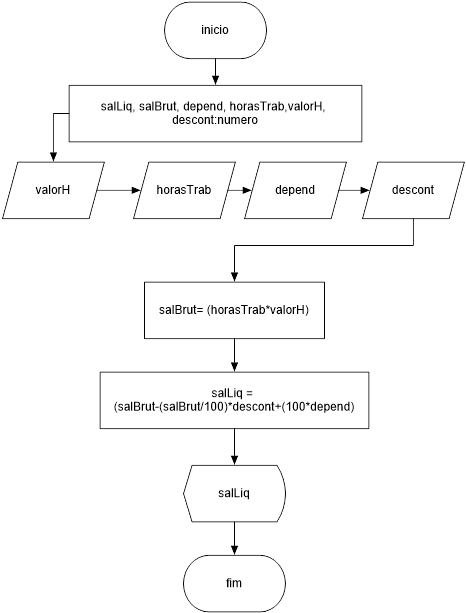 inicio
salLiq, salBrut, depend, horasTrab,valorH,
descont:numero
valorH
horasTrab
depend
descont
salBrut= (horasTrab*valorH)
salLiq =
(salBrut-(salBrut/100)*descont+(100*depend)
salLiq
fim